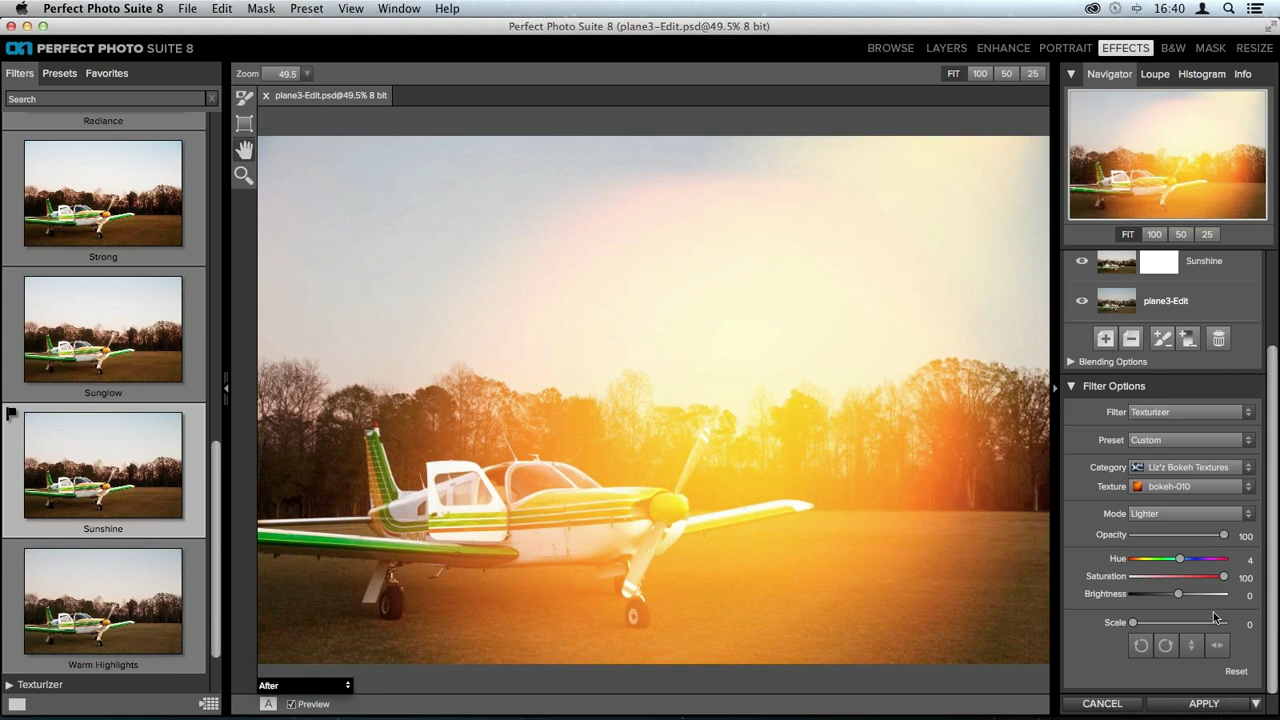 Perfect Photo Suite 8 File Edit Mask Preset View Window Help 16:40
Perfect Photo Suite 8 (plane3-Edit.psd@49.5% 8 bit)
on PERFECT PHOTO SUITE 8 BROWSE LAYERS ENHANCE PORTRAIT EFFECTS B&W MASK RESIZE
Filters Presets Favorites
Search X
Radiance
Strong
Sunglow
Sunshine
Warm Highlights
Texturizer
Zoom 49.5 FIT 100 50 25
x plane3-Edit.psd@49.5% 8 bit
After
A Preview
Navigator Loupe Histogram Info
FIT 100 50 25
Sunshine
plane3-Edit
Blending Options
Filter Options
Filter Texturizer
Preset Custom
Category Liz'z Bokeh Textures
Texture bokeh-010
Mode Lighter
Opacity 100
Hue 4
Saturation 100
Brightness 0
Scale 0
Reset
CANCEL APPLY